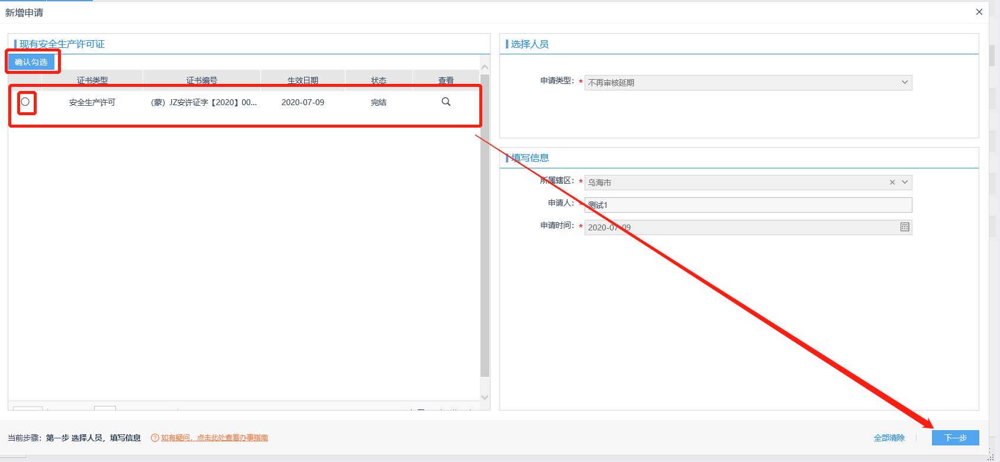 新增申请
现有安全生产许可证
确认勾选
证书类型 证书编号 生效日期 状态 查看
安全生产许可 （蒙）JZ安许证字【2020】00... 2020-07-09 完结
选择人员
申请类型：* 不再审核延期
填写信息
所属辖区：* 乌海市
申请人：* 测试1
申请时间：* 2020-07-09
当前步骤：第一步 选择人员，填写信息 如有疑问，点击此处查看办事指南
全部清除 下一步